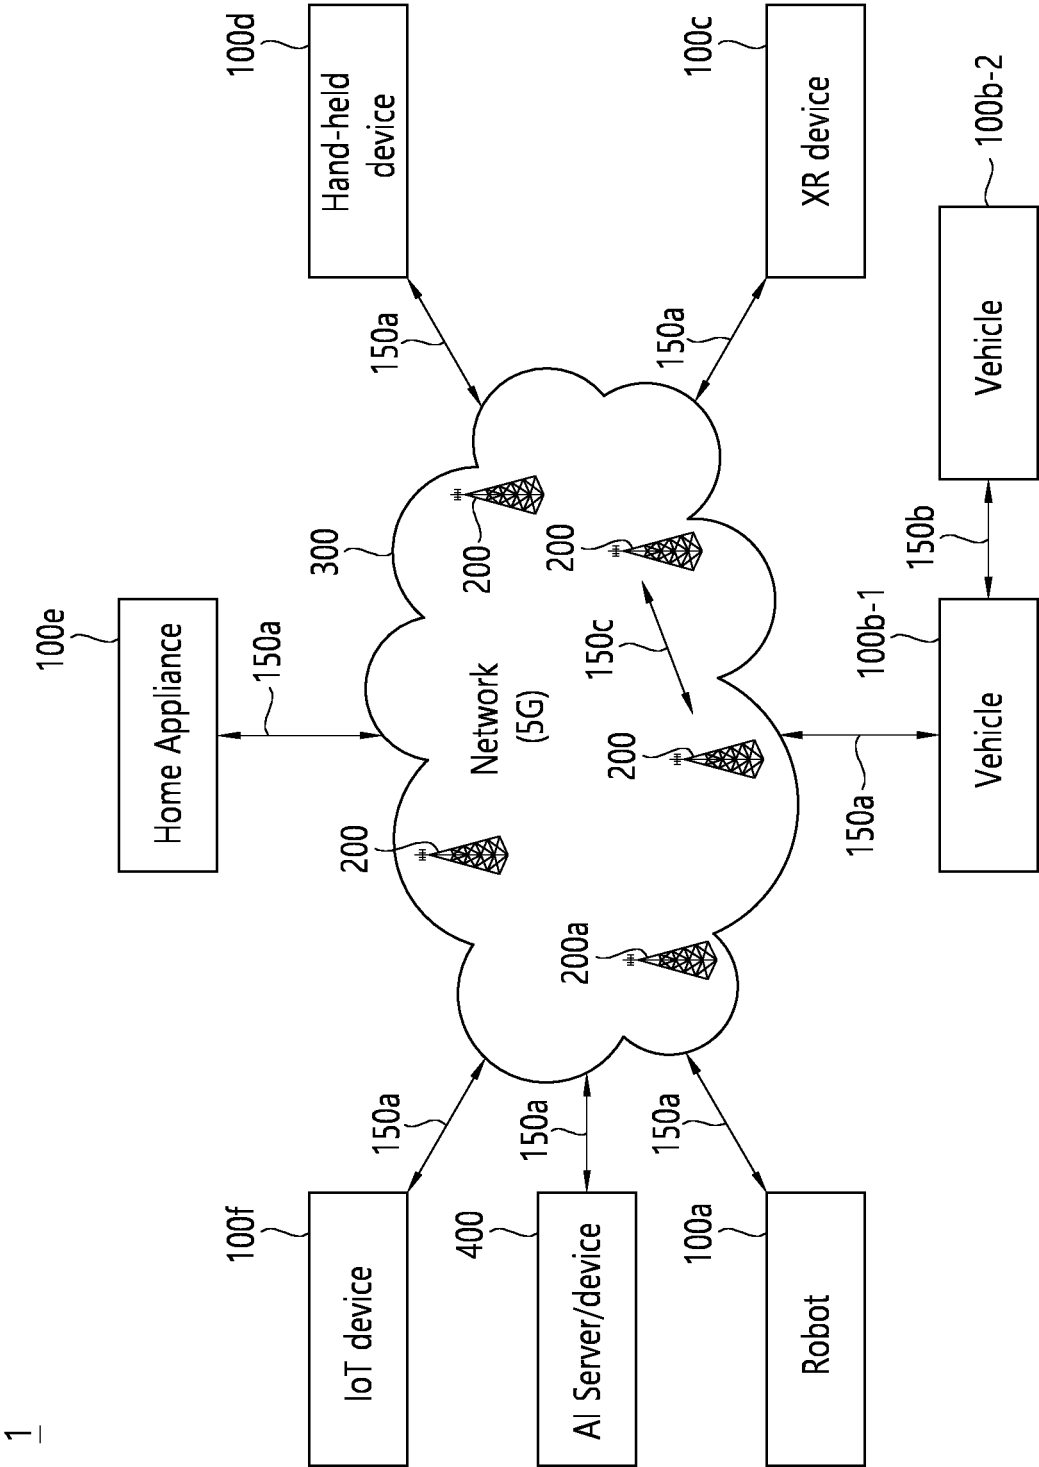 1
100e
Home Appliance
150a
100f
IoT device
150a
100d
Hand-held
device
150a
300
200
200
Network
(5G)
400
AI Server/device
150a
200a
200
150c
200
100a
Robot
150a
100c
XR device
150a
150a
100b-1
Vehicle
150b
100b-2
Vehicle